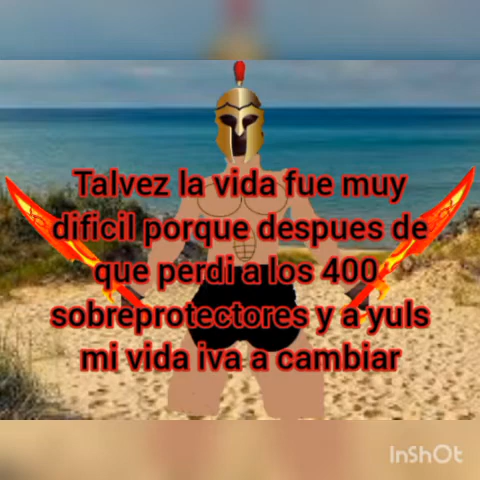 Talvez la vida fue muy
dificil porque despues de
que perdi a los 400
sobreprotectores y a yuls
mi vida iva a cambiar
InShOt